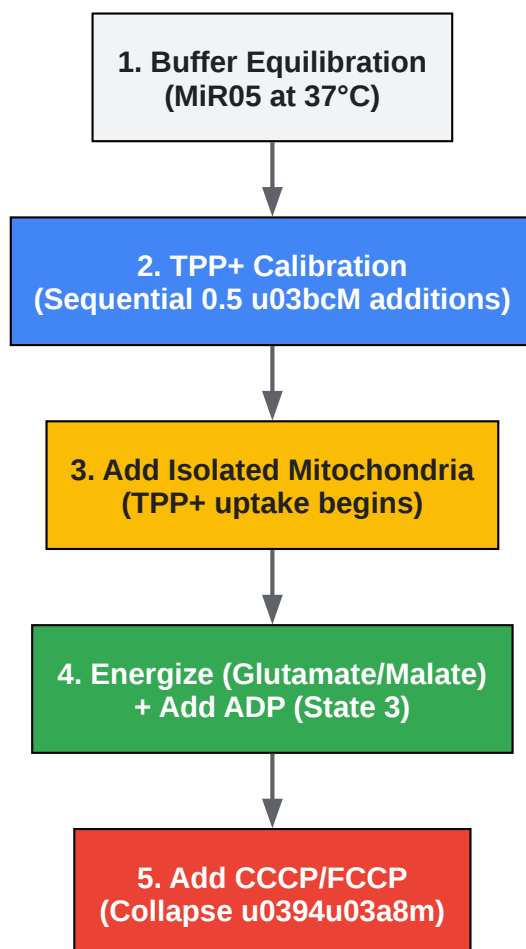 1. Buffer Equilibration
(MiR05 at 37°C)
2. TPP+ Calibration
(Sequential 0.5 u03bcM additions)
3. Add Isolated Mitochondria
(TPP+ uptake begins)
4. Energize (Glutamate/Malate)
+ Add ADP (State 3)
5. Add CCCP/FCCP
(Collapse u0394u03a8m)